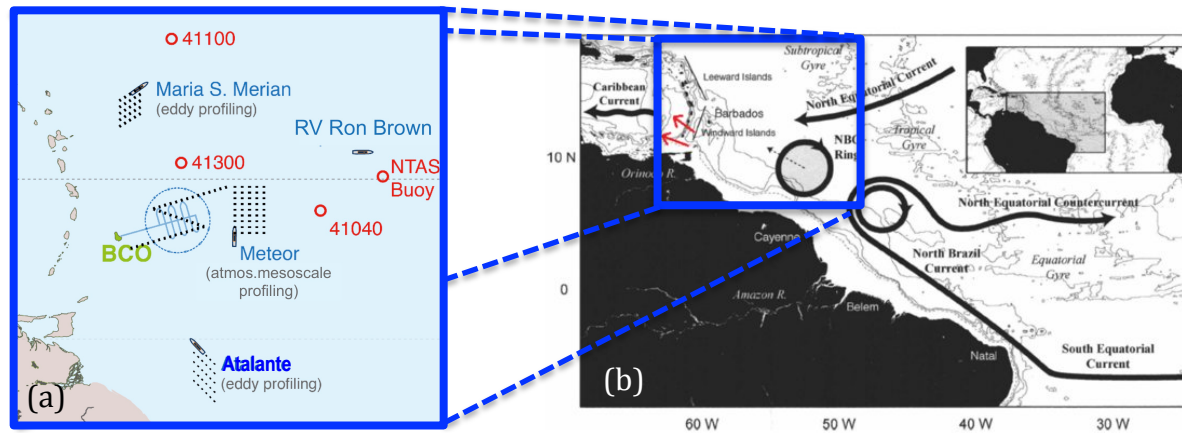 41100
Maria S. Merian
(eddy profiling)
RV Ron Brown
41300
NTAS
Buoy
41040
BCO
Meteor
(atmos.mesoscale
profiling)
Atalante
(eddy profiling)
(a)
Subtropical
Gyre
Leeward Islands
Caribbean
Current
North Equatorial Current
Barbados
Windward Islands
Tropical
Gyre
NBC
Ring
10 N
Orinoco R.
North Equatorial Countercurrent
Cayenne
North Brazil
Current
Equatorial
Gyre
0
Amazon R.
Belem
Natal
South Equatorial
Current
(b)
60 W
50 W
40 W
30 W